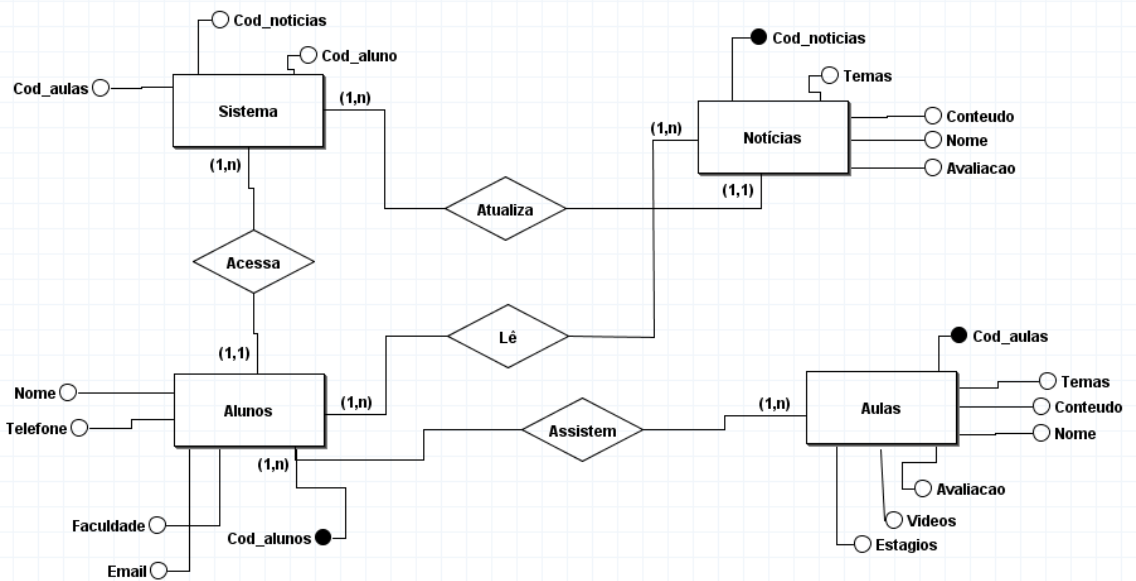 Cod_noticias
Cod_aluno
Cod_aulas
Sistema
(1,n)
(1,n)
Cod_noticias
Temas
Conteudo
Nome
Avaliacao
Notícias
(1,n)
(1,1)
Atualiza
Acessa
Lê
(1,1)
Nome
Telefone
Alunos
(1,n)
(1,n)
Faculdade
Cod_alunos
Email
Assistem
(1,n)
Cod_aulas
Aulas
Temas
Conteudo
Nome
Avaliacao
Videos
Estagios